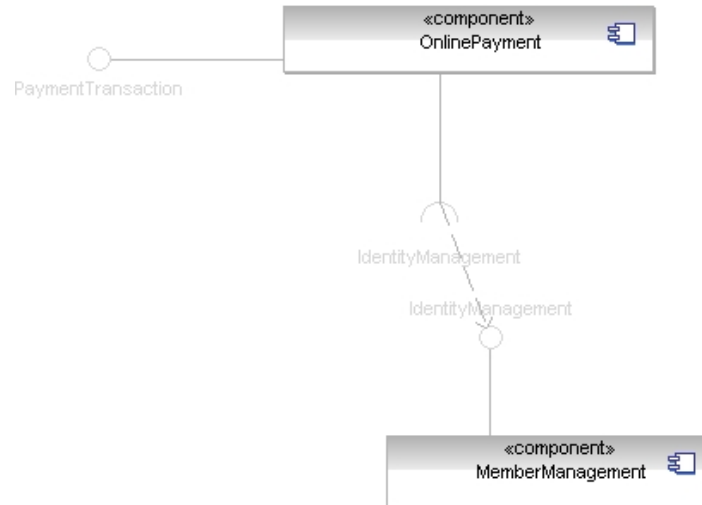 «component»
OnlinePayment
PaymentTransaction
IdentityManagement
IdentityManagement
«component»
MemberManagement